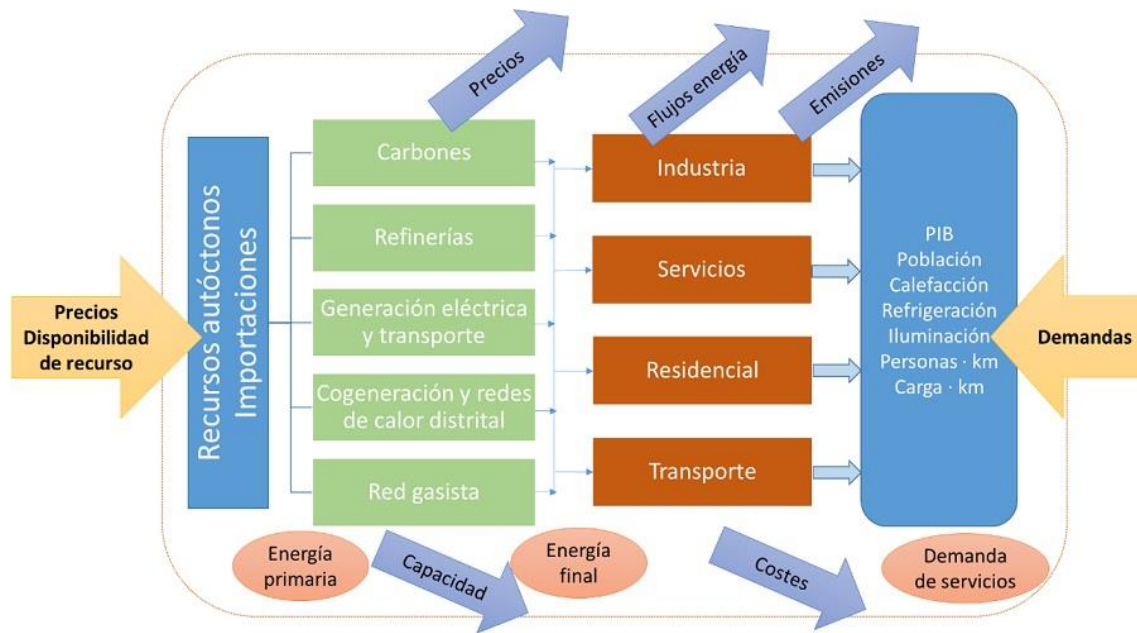 Precios
Flujos energía
Emisiones
Precios
Disponibilidad
de recurso
Recursos autóctonos
Importaciones
Carbones
Refinerías
Generación eléctrica
y transporte
Cogeneración y redes
de calor distrital
Red gasista
Industria
Servicios
Residencial
Transporte
PIB
Población
Calefacción
Refrigeración
Iluminación
Personas · km
Carga · km
Demandas
Energía
primaria
Capacidad
Energía
final
Costes
Demanda
de servicios